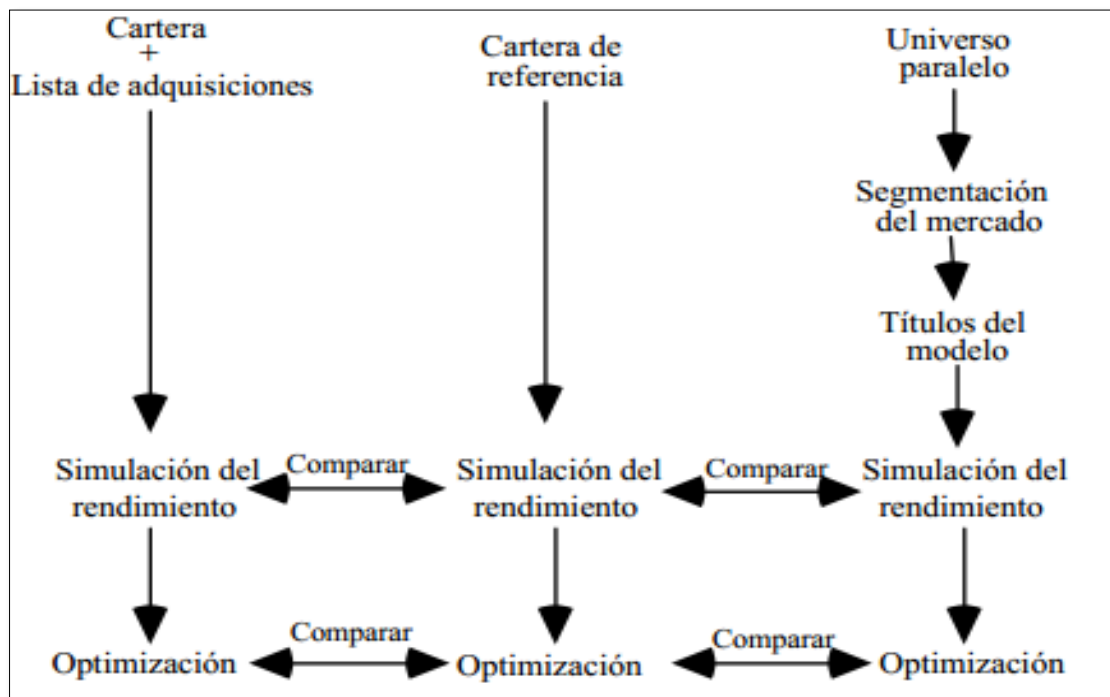 Cartera
+
Lista de adquisiciones
Cartera de
referencia
Universo
paralelo
Segmentación
del mercado
Títulos del
modelo
Simulación del
rendimiento
Comparar
Simulación del
rendimiento
Comparar
Simulación del
rendimiento
Optimización
Comparar
Optimización
Comparar
Optimización